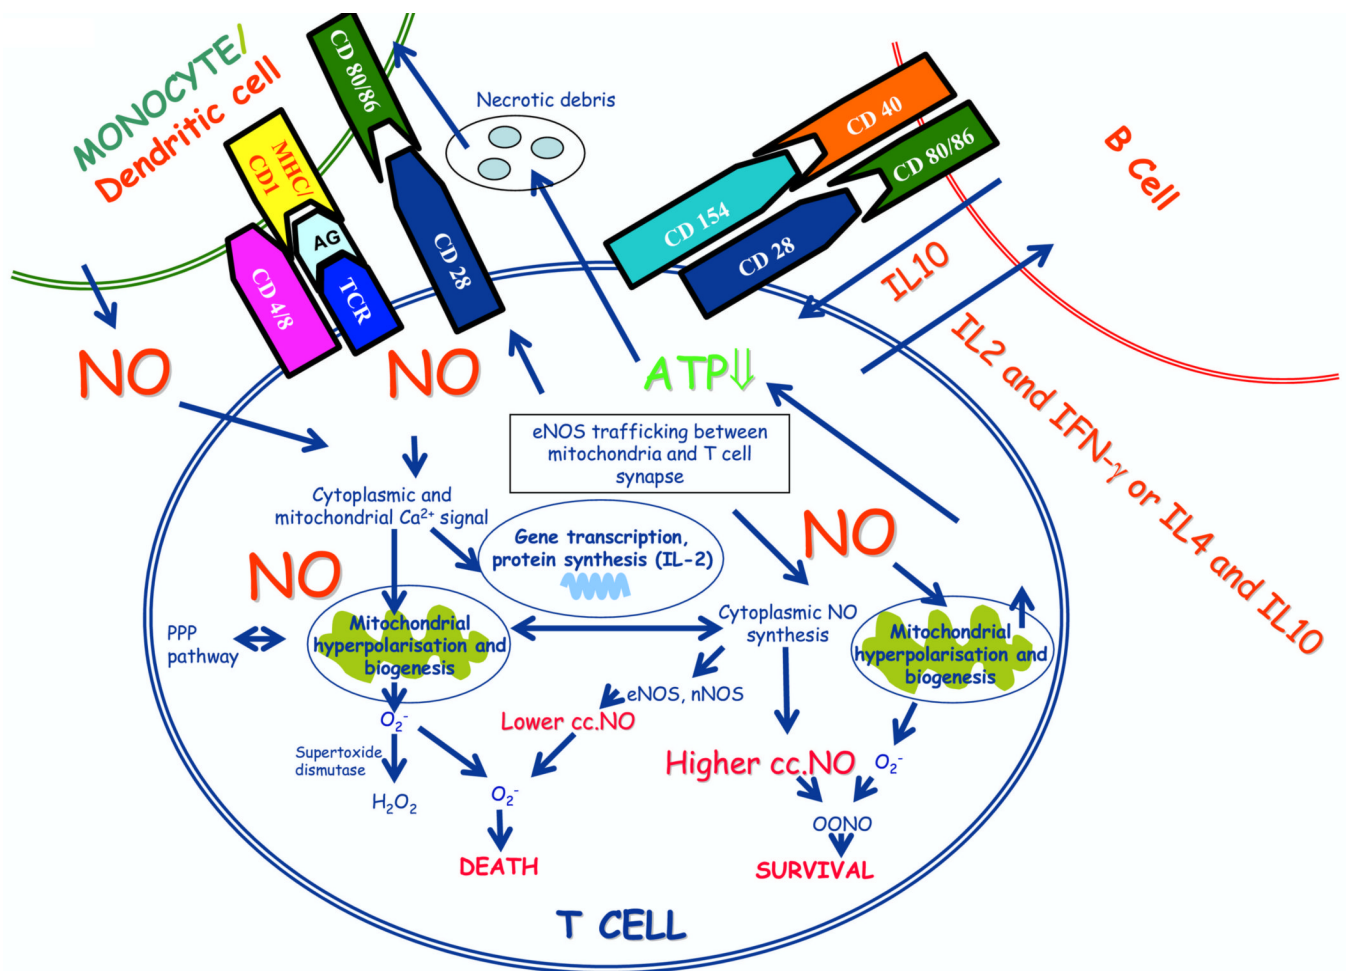 MONOCYTE/
Dendritic cell
CD 80/86
MHC/
CD1
AG
TCR
CD 4/8
CD 28
Necrotic debris
CD 40
CD 80/86
CD 154
CD 28
B Cell
IL10
IL2 and IFN-γ or IL4 and IL10
NO
NO
ATP⇓
eNOS trafficking between
mitochondria and T cell
synapse
Cytoplasmic and
mitochondrial Ca²⁺ signal
Gene transcription,
protein synthesis (IL-2)
NO
NO
PPP
pathway
Mitochondrial
hyperpolarisation and
biogenesis
Cytoplasmic NO
synthesis
Mitochondrial
hyperpolarisation and
biogenesis
eNOS, nNOS
O₂⁻
Lower cc.NO
Supertoxide
dismutase
Higher cc.NO
O₂⁻
H₂O₂
O₂⁻
OONO
DEATH
SURVIVAL
T CELL